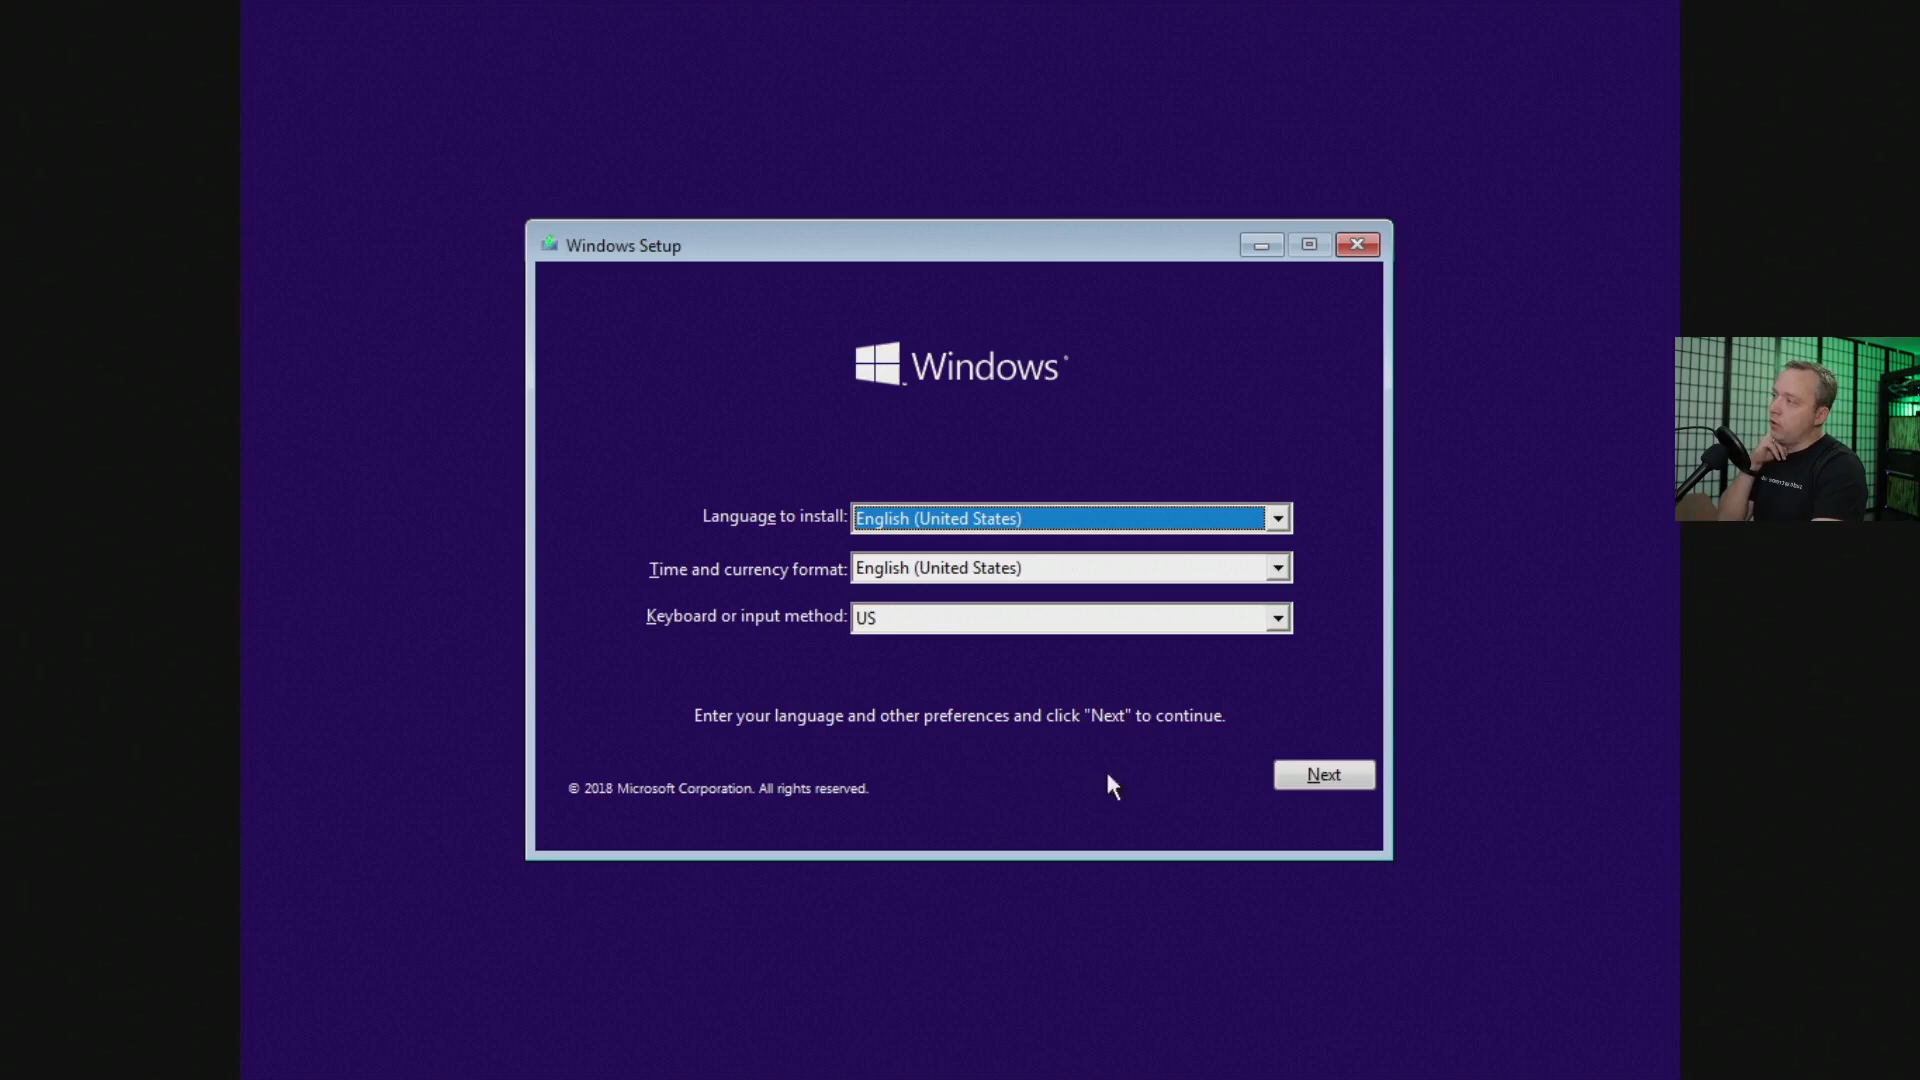 Windows Setup
Windows
Language to install: English (United States)
Time and currency format: English (United States)
Keyboard or input method: US
Enter your language and other preferences and click "Next" to continue.
Next
© 2018 Microsoft Corporation. All rights reserved.